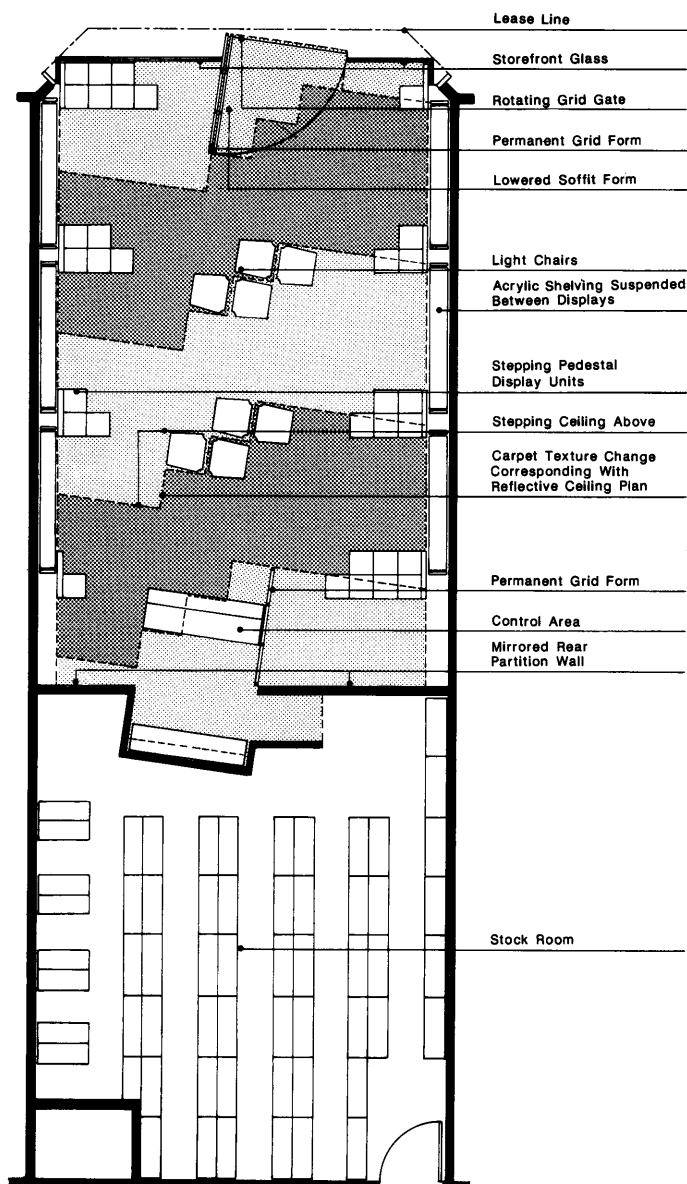 Lease Line
Storefront Glass
Rotating Grid Gate
Permanent Grid Form
Lowered Soffit Form
Light Chairs
Acrylic Shelving Suspended
Between Displays
Stepping Pedestal
Display Units
Stepping Ceiling Above
Carpet Texture Change
Corresponding With
Reflective Ceiling Plan
Permanent Grid Form
Control Area
Mirrored Rear
Partition Wall
Stock Room